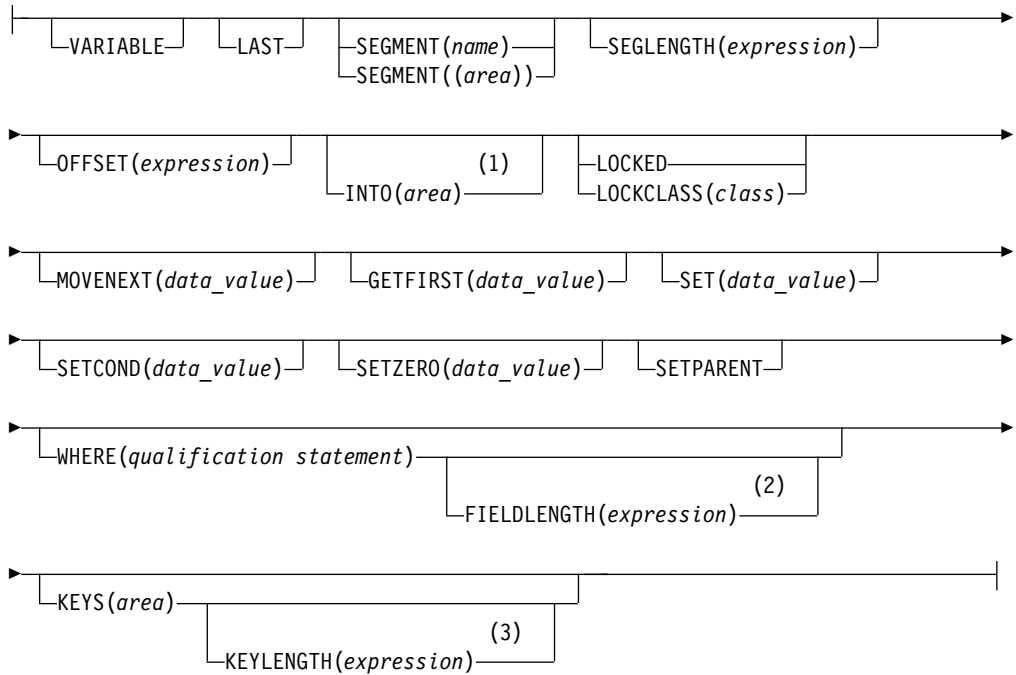 VARIABLE LAST SEGMENT(name) SEGLENGTH(expression)
SEGMENT((area))
OFFSET(expression) (1) LOCKED
INTO(area) LOCKCLASS(class)
MOVENEXT(data_value) GETFIRST(data_value) SET(data_value)
SETCOND(data_value) SETZERO(data_value) SETPARENT
WHERE(qualification statement)
(2)
FIELDLENGTH(expression)
KEYS(area)
(3)
KEYLENGTH(expression)